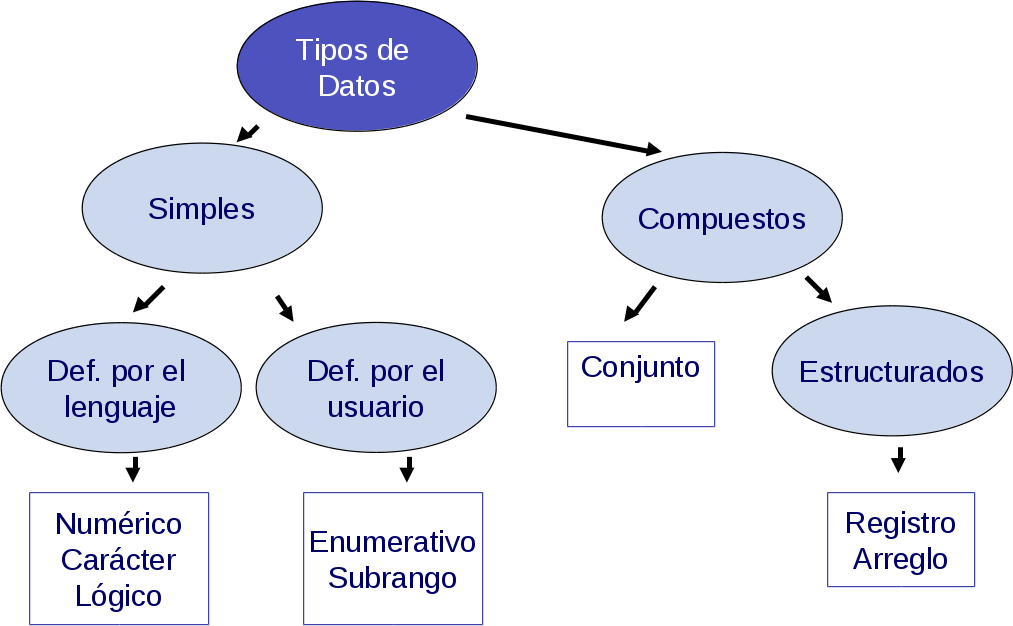 Tipos de
Datos
Simples
Compuestos
Def. por el
lenguaje
Def. por el
usuario
Conjunto
Estructurados
Numérico
Carácter
Lógico
Enumerativo
Subrango
Registro
Arreglo